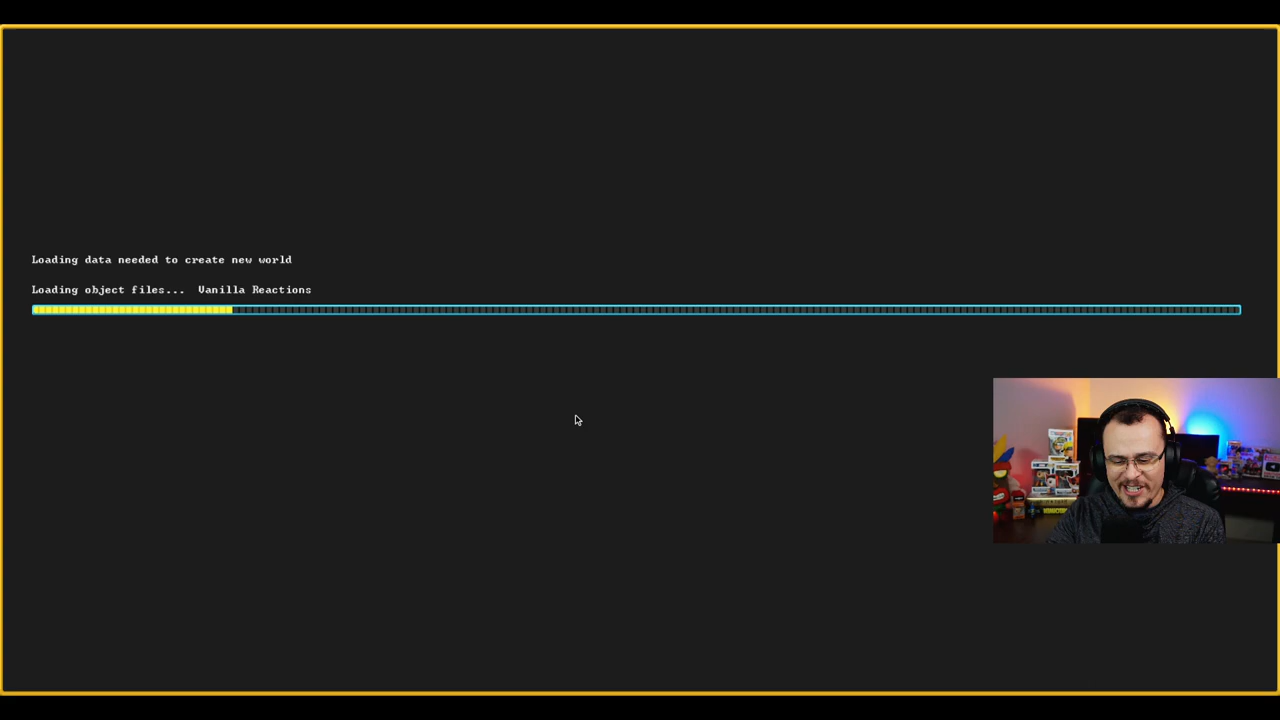 Loading data needed to create new world
Loading object files... Vanilla Reactions